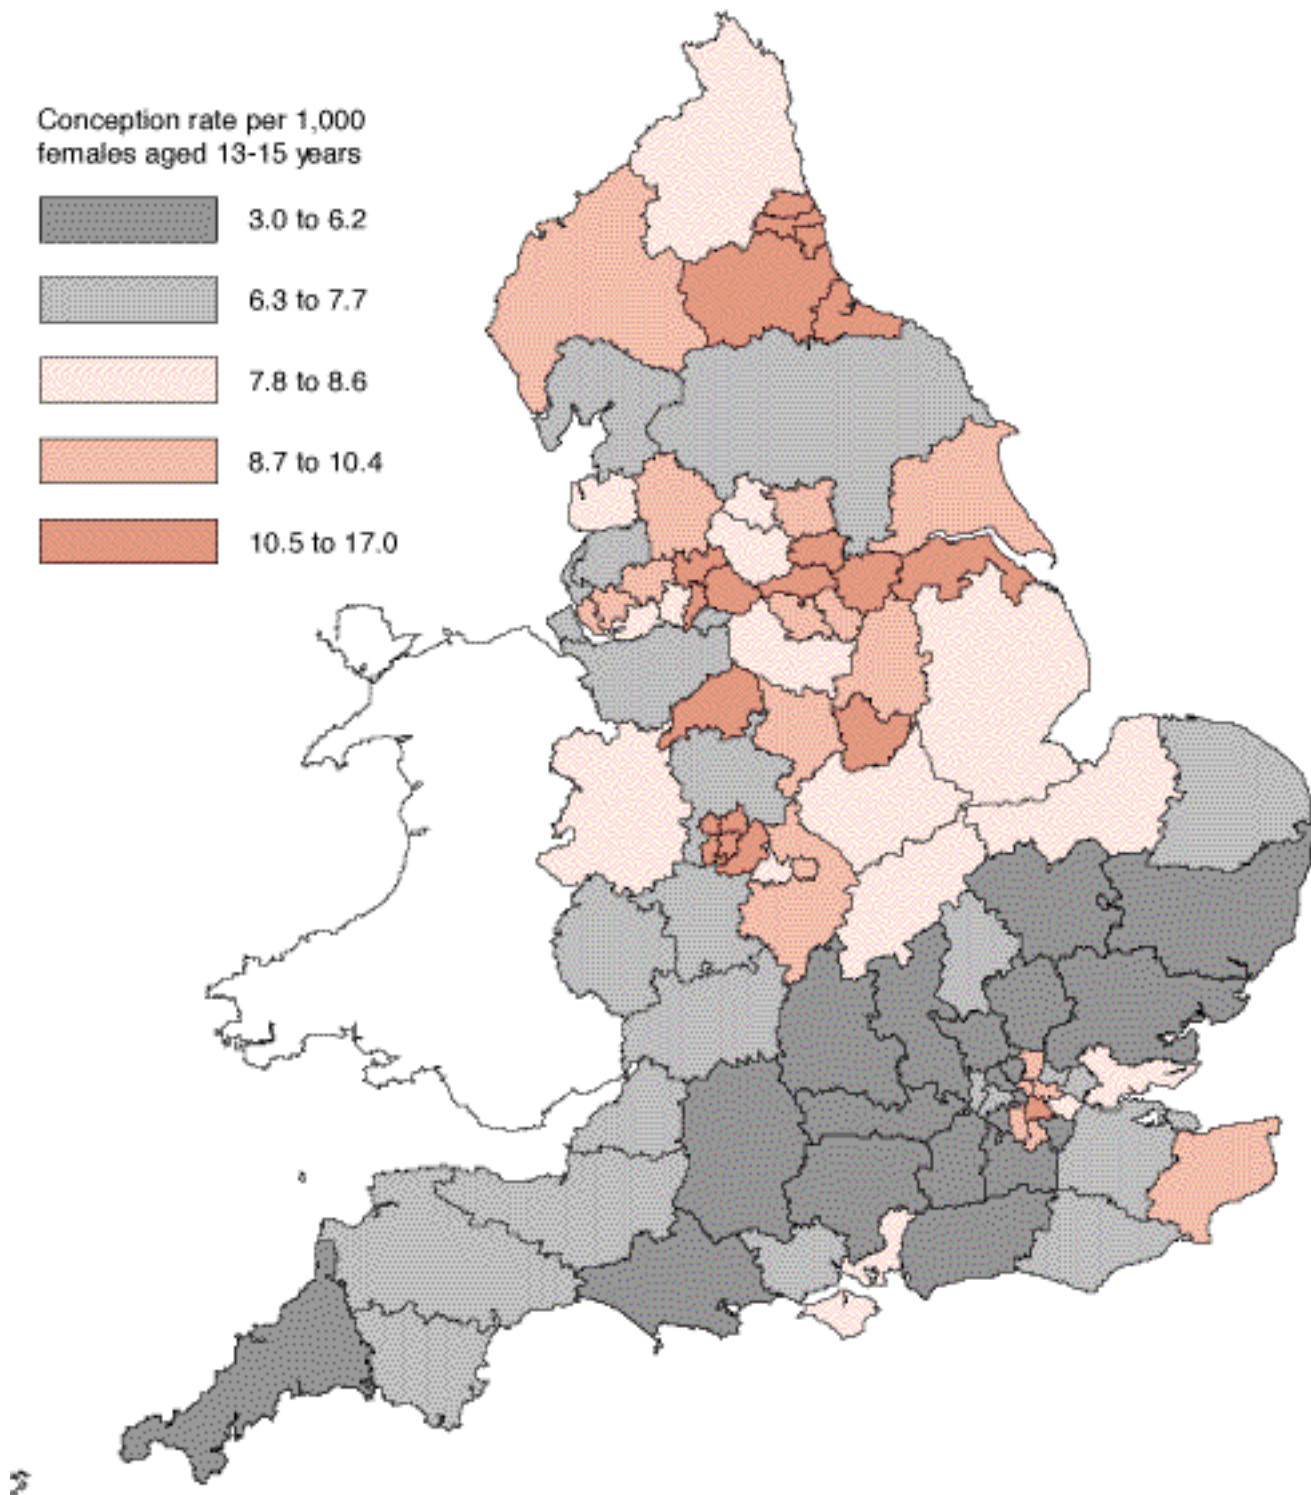 Conception rate per 1,000
females aged 13-15 years
3.0 to 6.2
6.3 to 7.7
7.8 to 8.6
8.7 to 10.4
10.5 to 17.0